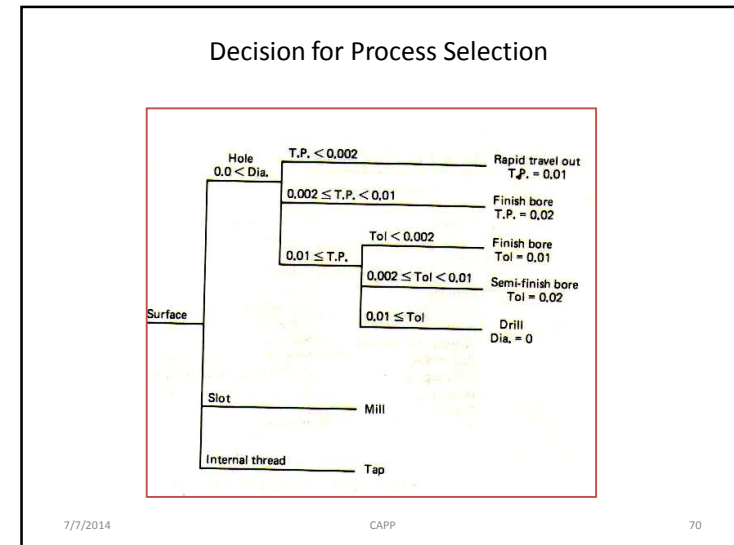 Decision for Process Selection
Hole
0.0 < Dia.
T.P. < 0.002
Rapid travel out
T.P. = 0.01
0.002 ≤ T.P. < 0.01
Finish bore
T.P. = 0.02
0.01 ≤ T.P.
Tol < 0.002
Finish bore
Tol = 0.01
0.002 ≤ Tol < 0.01
Semi-finish bore
Tol = 0.02
0.01 ≤ Tol
Drill
Dia. = 0
Surface
Slot
Mill
Internal thread
Tap
7/7/2014
CAPP
70